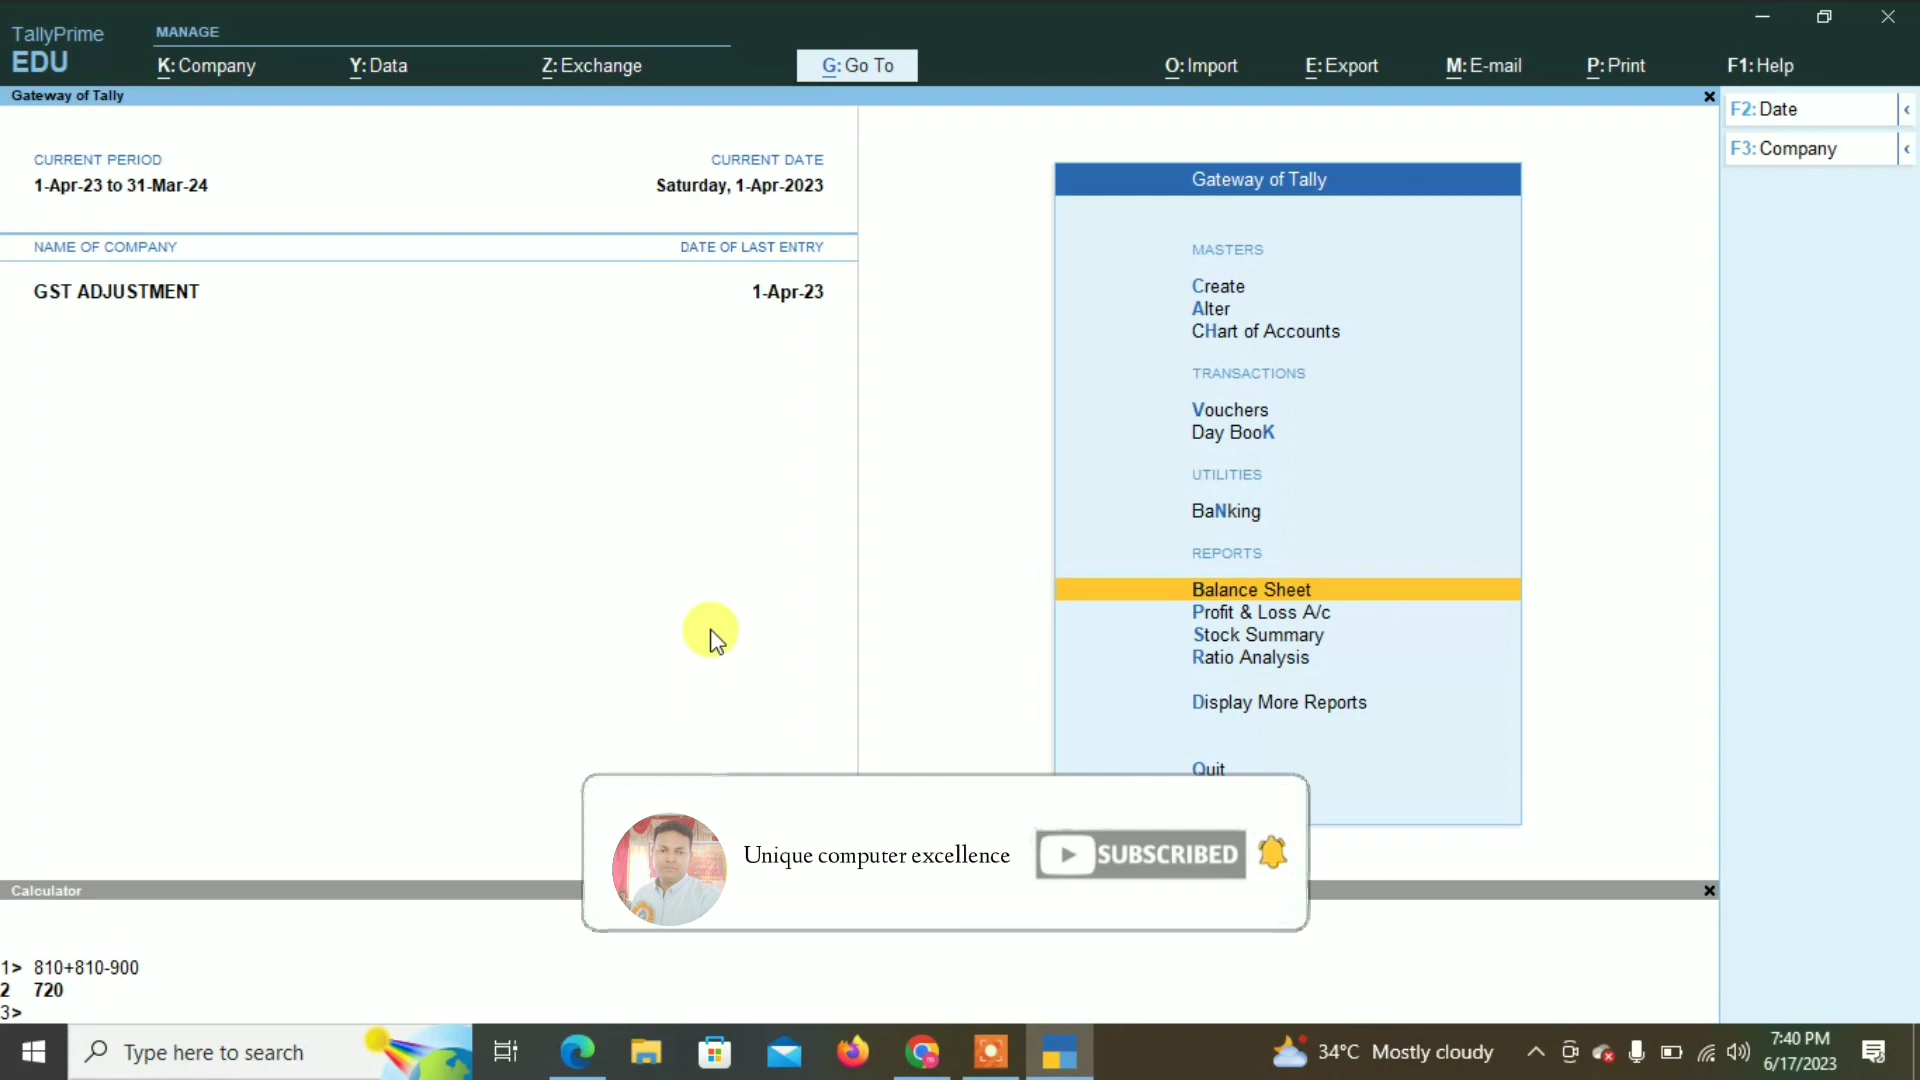 TallyPrime
EDU
MANAGE
K: Company
Y: Data
Z: Exchange
G: Go To
O: Import
E: Export
M: E-mail
P: Print
F1: Help
Gateway of Tally
F2: Date
F3: Company
CURRENT PERIOD
CURRENT DATE
1-Apr-23 to 31-Mar-24
Saturday, 1-Apr-2023
NAME OF COMPANY
DATE OF LAST ENTRY
GST ADJUSTMENT
1-Apr-23
Gateway of Tally
MASTERS
Create
Alter
CHart of Accounts
TRANSACTIONS
Vouchers
Day BooK
UTILITIES
BaNking
REPORTS
Balance Sheet
Profit & Loss A/c
Stock Summary
Ratio Analysis
Display More Reports
Quit
Unique computer excellence
SUBSCRIBED
Calculator
1> 810+810-900
2 720
3>
Type here to search
34°C Mostly cloudy
7:40 PM
6/17/2023